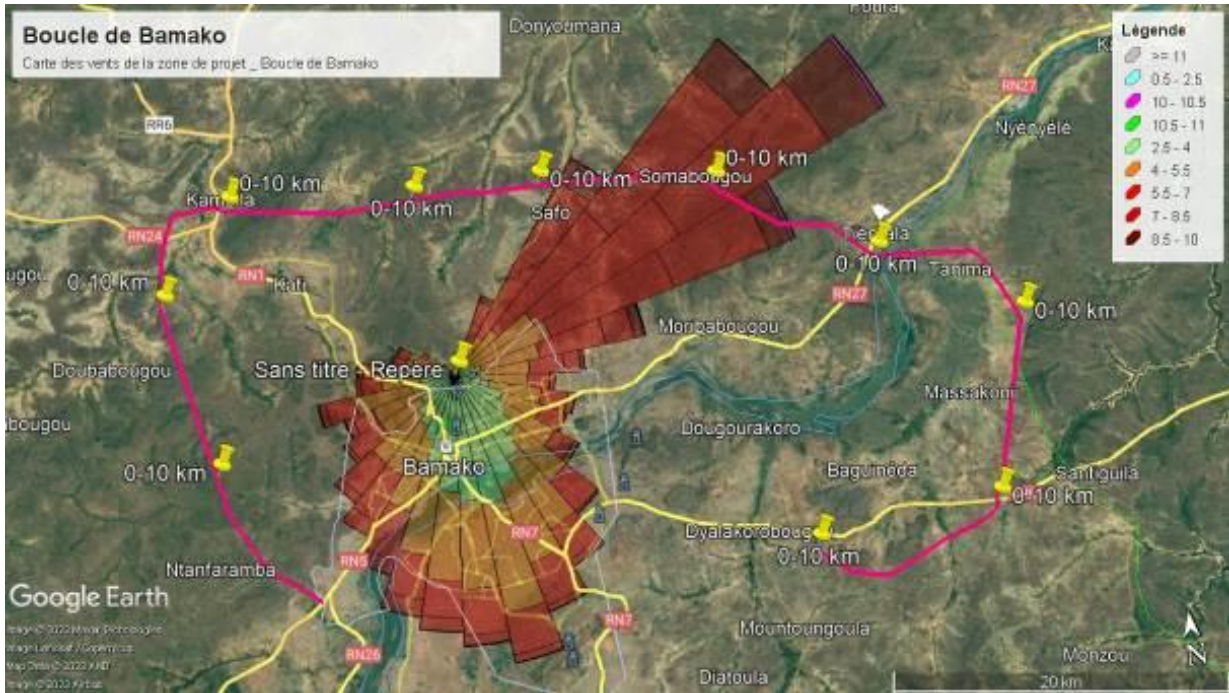 Boucle de Bamako
Carte des vents de la zone de projet _ Boucle de Bamako
Donyoumana
Légende
>= 11
0.5 - 2.5
10 - 10.5
10.5 - 11
2.5 - 4
4 - 5.5
5.5 - 7
7 - 8.5
8.5 - 10
RN27
RR6
Nyényélé
0-10 km
0-10 km
0-10 km
0-10 km
Somabougou
Safo
RN24
RN1
Kati
0-10 km
Tanima
0-10 km
RN27
0-10 km
Moribabougou
Sans titre - Repère
Doubabougou
Massakoni
Dougourakoro
0-10 km
Bamako
Baguinéda
Santiguila
0-10 km
Dyalakorobougou
0-10 km
RN7
RN5
Ntanfaramba
Google Earth
RN7
Mountoungoula
RN26
Monzou
N
Diatoula
20 km